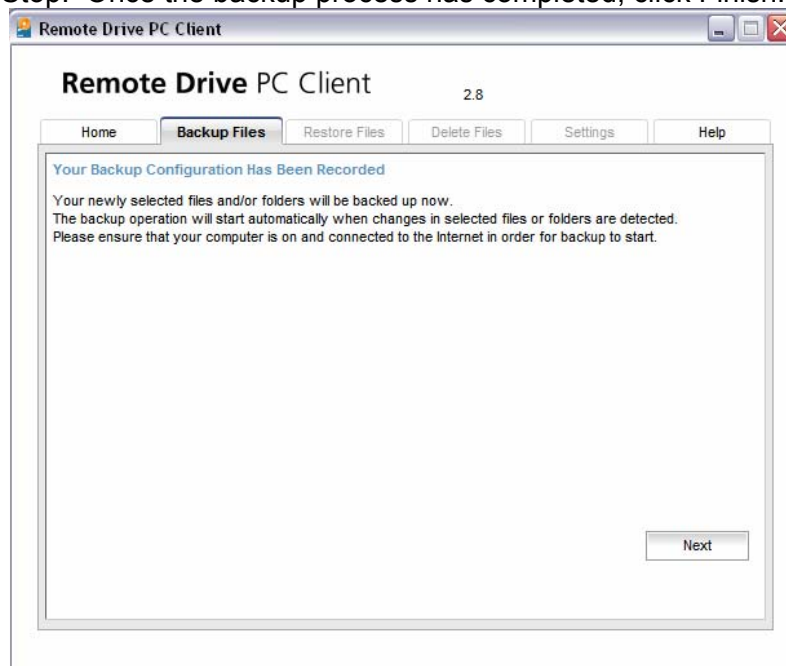 Step: Once the backup process has completed, click Finish.
Remote Drive PC Client
Remote Drive PC Client
2.8
Home Backup Files Restore Files Delete Files Settings Help
Your Backup Configuration Has Been Recorded
Your newly selected files and/or folders will be backed up now.
The backup operation will start automatically when changes in selected files or folders are detected.
Please ensure that your computer is on and connected to the Internet in order for backup to start.
Next